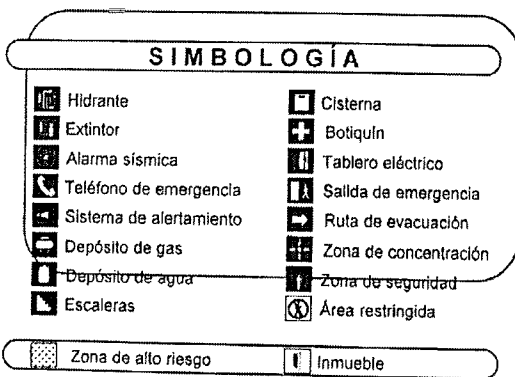 SIMBOLOGÍA
Hidrante
Extintor
Alarma sísmica
Teléfono de emergencia
Sistema de alertamiento
Depósito de gas
Depósito de agua
Escaleras
Cisterna
Botiquín
Tablero eléctrico
Salida de emergencia
Ruta de evacuación
Zona de concentración
Zona de seguridad
Área restringida
Zona de alto riesgo
Inmueble